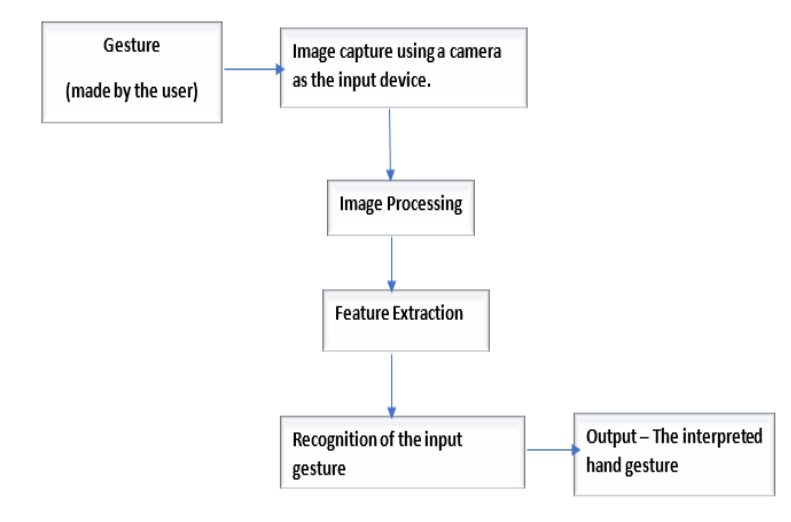 Gesture
(made by the user)
Image capture using a camera
as the input device.
Image Processing
Feature Extraction
Recognition of the input
gesture
Output – The interpreted
hand gesture